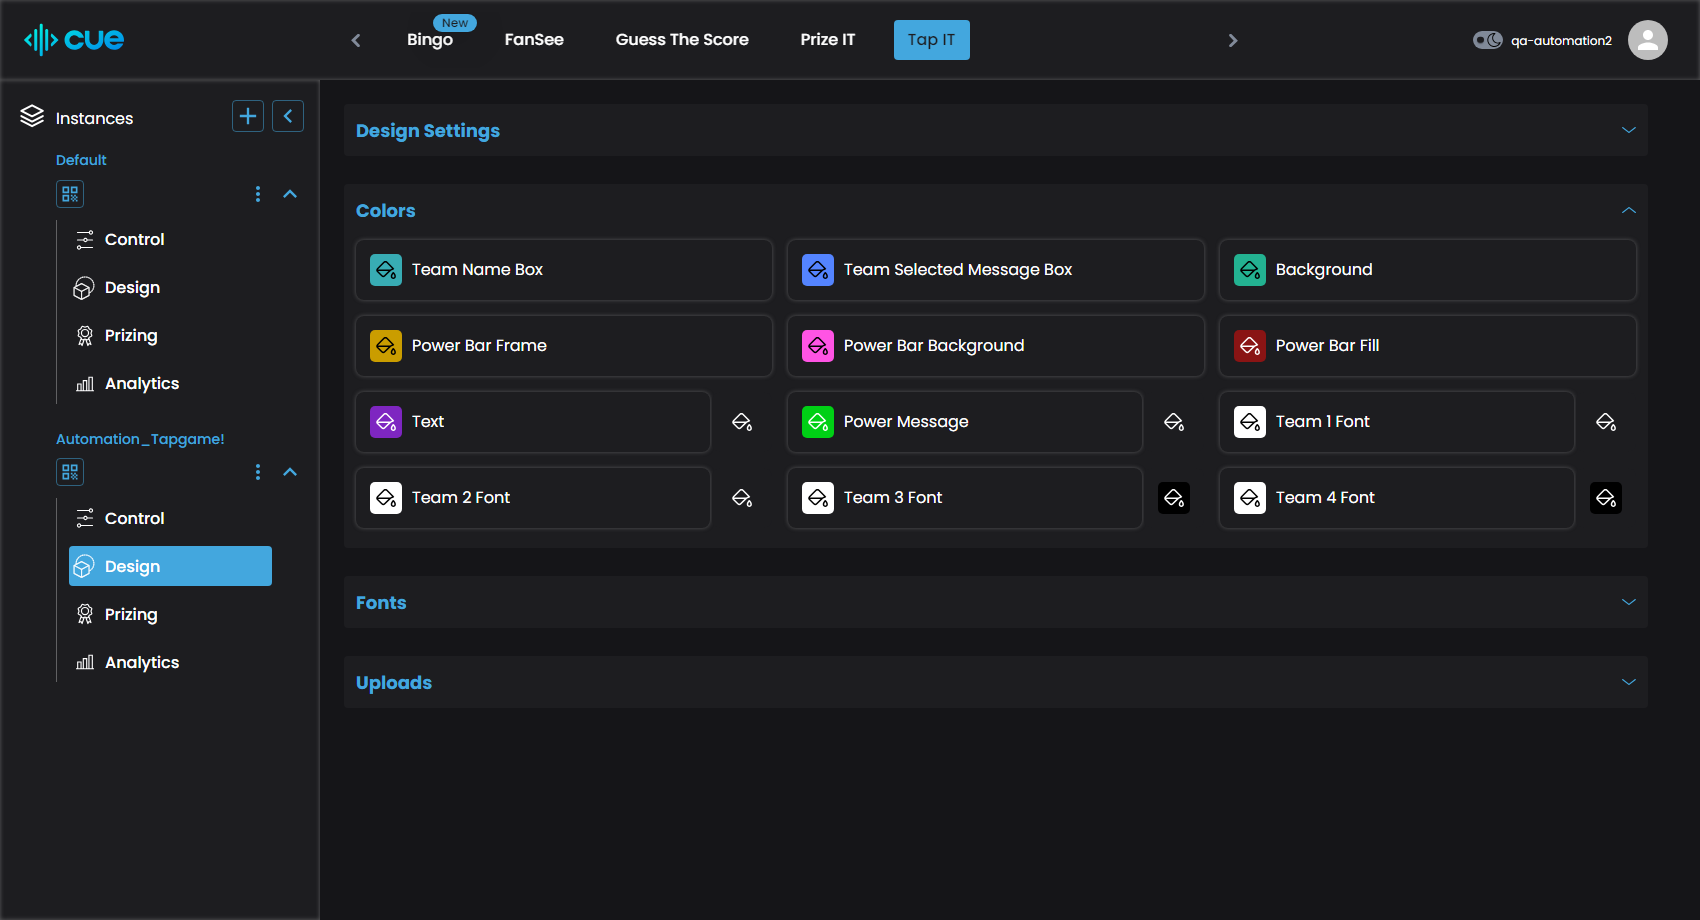 cue
New
Bingo
FanSee
Guess The Score
Prize IT
Tap IT
qa-automation2
Instances
Default
Control
Design
Prizing
Analytics
Automation_Tapgame!
Control
Design
Prizing
Analytics
Design Settings
Colors
Team Name Box
Team Selected Message Box
Background
Power Bar Frame
Power Bar Background
Power Bar Fill
Text
Power Message
Team 1 Font
Team 2 Font
Team 3 Font
Team 4 Font
Fonts
Uploads